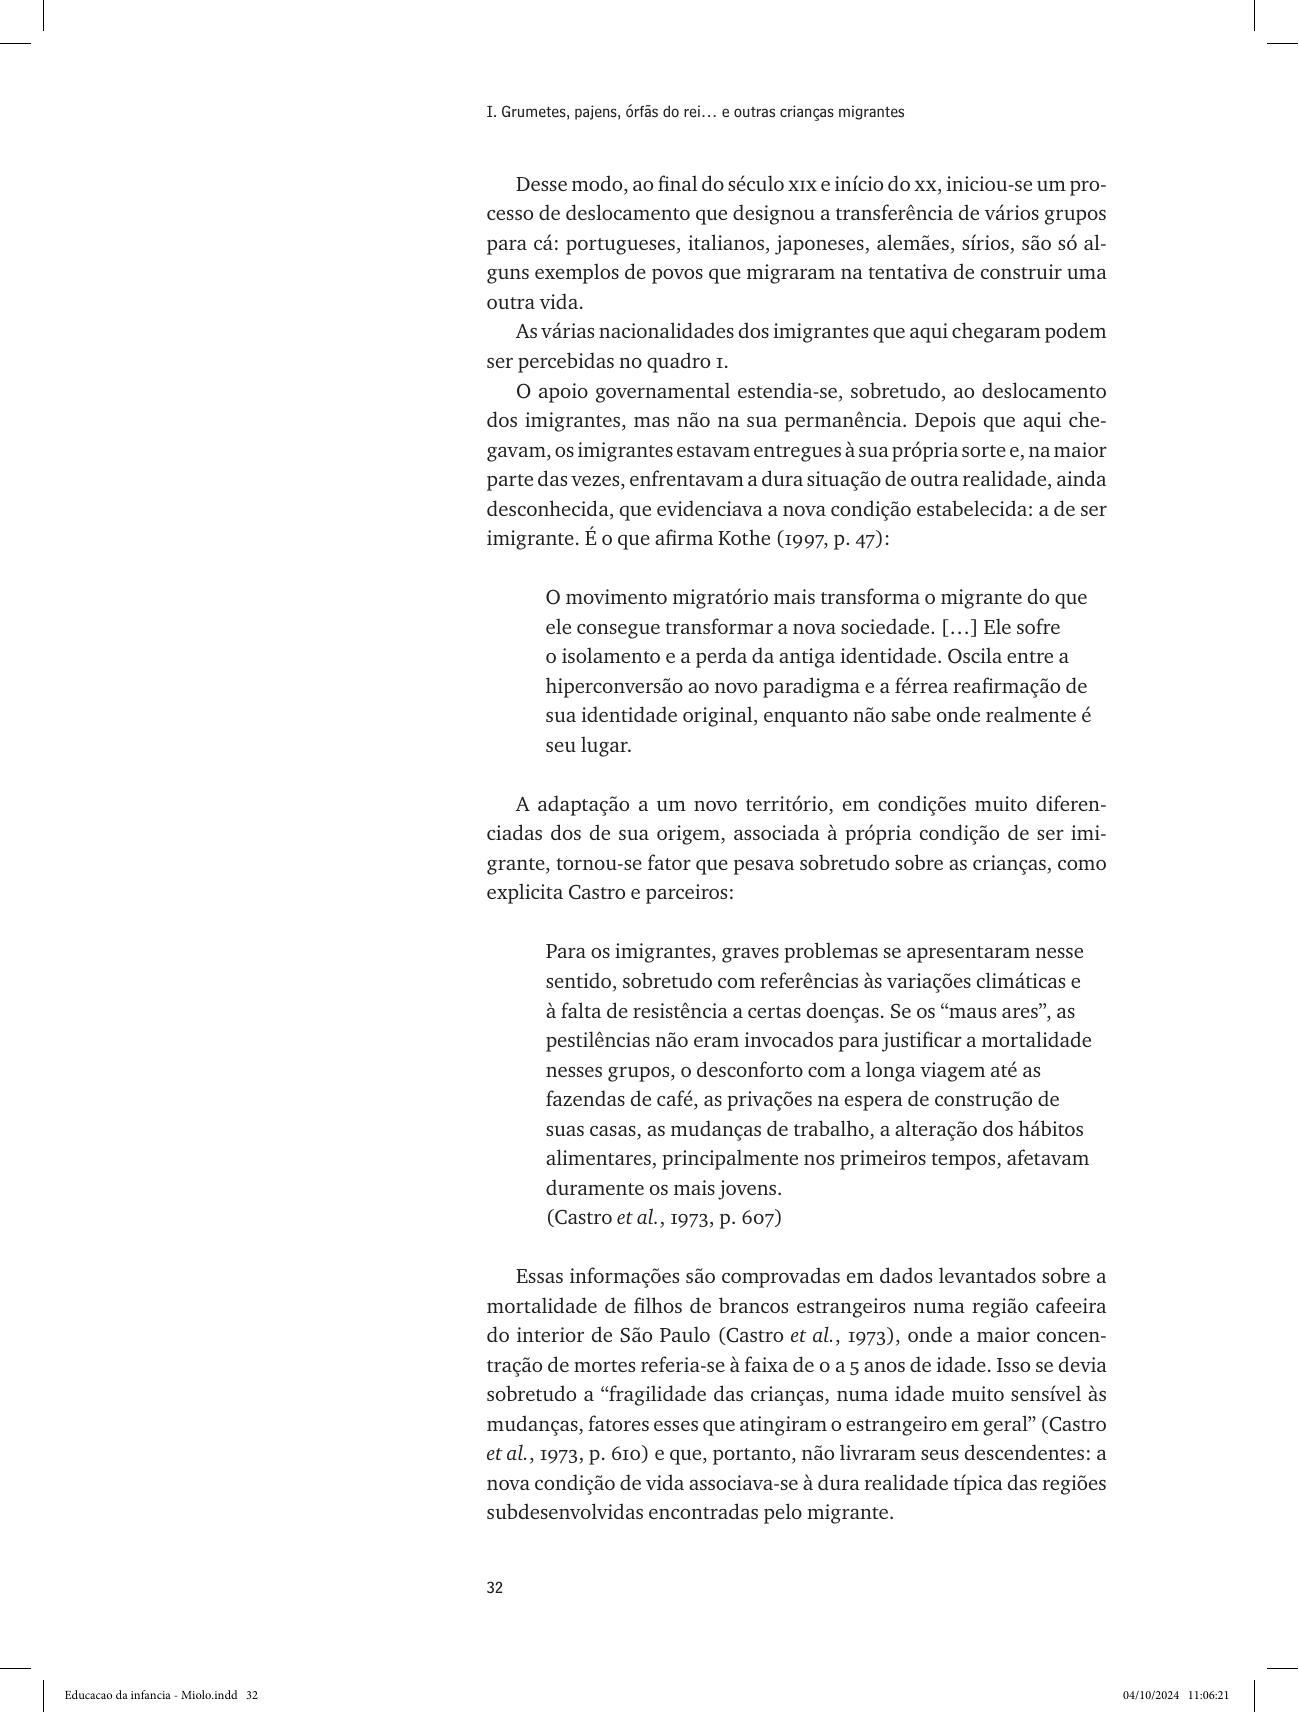 I. Grumetes, pajens, órfãs do rei… e outras crianças migrantes
Desse modo, ao final do século XIX e início do XX, iniciou-se um pro-
cesso de deslocamento que designou a transferência de vários grupos
para cá: portugueses, italianos, japoneses, alemães, sírios, são só al-
guns exemplos de povos que migraram na tentativa de construir uma
outra vida.
As várias nacionalidades dos imigrantes que aqui chegaram podem
ser percebidas no quadro 1.
O apoio governamental estendia-se, sobretudo, ao deslocamento
dos imigrantes, mas não na sua permanência. Depois que aqui che-
gavam, os imigrantes estavam entregues à sua própria sorte e, na maior
parte das vezes, enfrentavam a dura situação de outra realidade, ainda
desconhecida, que evidenciava a nova condição estabelecida: a de ser
imigrante. É o que afirma Kothe (1997, p. 47):
O movimento migratório mais transforma o migrante do que
ele consegue transformar a nova sociedade. […] Ele sofre
o isolamento e a perda da antiga identidade. Oscila entre a
hiperconversão ao novo paradigma e a férrea reafirmação de
sua identidade original, enquanto não sabe onde realmente é
seu lugar.
A adaptação a um novo território, em condições muito diferen-
ciadas dos de sua origem, associada à própria condição de ser imi-
grante, tornou-se fator que pesava sobretudo sobre as crianças, como
explicita Castro e parceiros:
Para os imigrantes, graves problemas se apresentaram nesse
sentido, sobretudo com referências às variações climáticas e
à falta de resistência a certas doenças. Se os “maus ares”, as
pestilências não eram invocados para justificar a mortalidade
nesses grupos, o desconforto com a longa viagem até as
fazendas de café, as privações na espera de construção de
suas casas, as mudanças de trabalho, a alteração dos hábitos
alimentares, principalmente nos primeiros tempos, afetavam
duramente os mais jovens.
(Castro et al., 1973, p. 607)
Essas informações são comprovadas em dados levantados sobre a
mortalidade de filhos de brancos estrangeiros numa região cafeeira
do interior de São Paulo (Castro et al., 1973), onde a maior concen-
tração de mortes referia-se à faixa de 0 a 5 anos de idade. Isso se devia
sobretudo a “fragilidade das crianças, numa idade muito sensível às
mudanças, fatores esses que atingiram o estrangeiro em geral” (Castro
et al., 1973, p. 610) e que, portanto, não livraram seus descendentes: a
nova condição de vida associava-se à dura realidade típica das regiões
subdesenvolvidas encontradas pelo migrante.
32
Educacao da infancia - Miolo.indd 32
04/10/2024 11:06:21